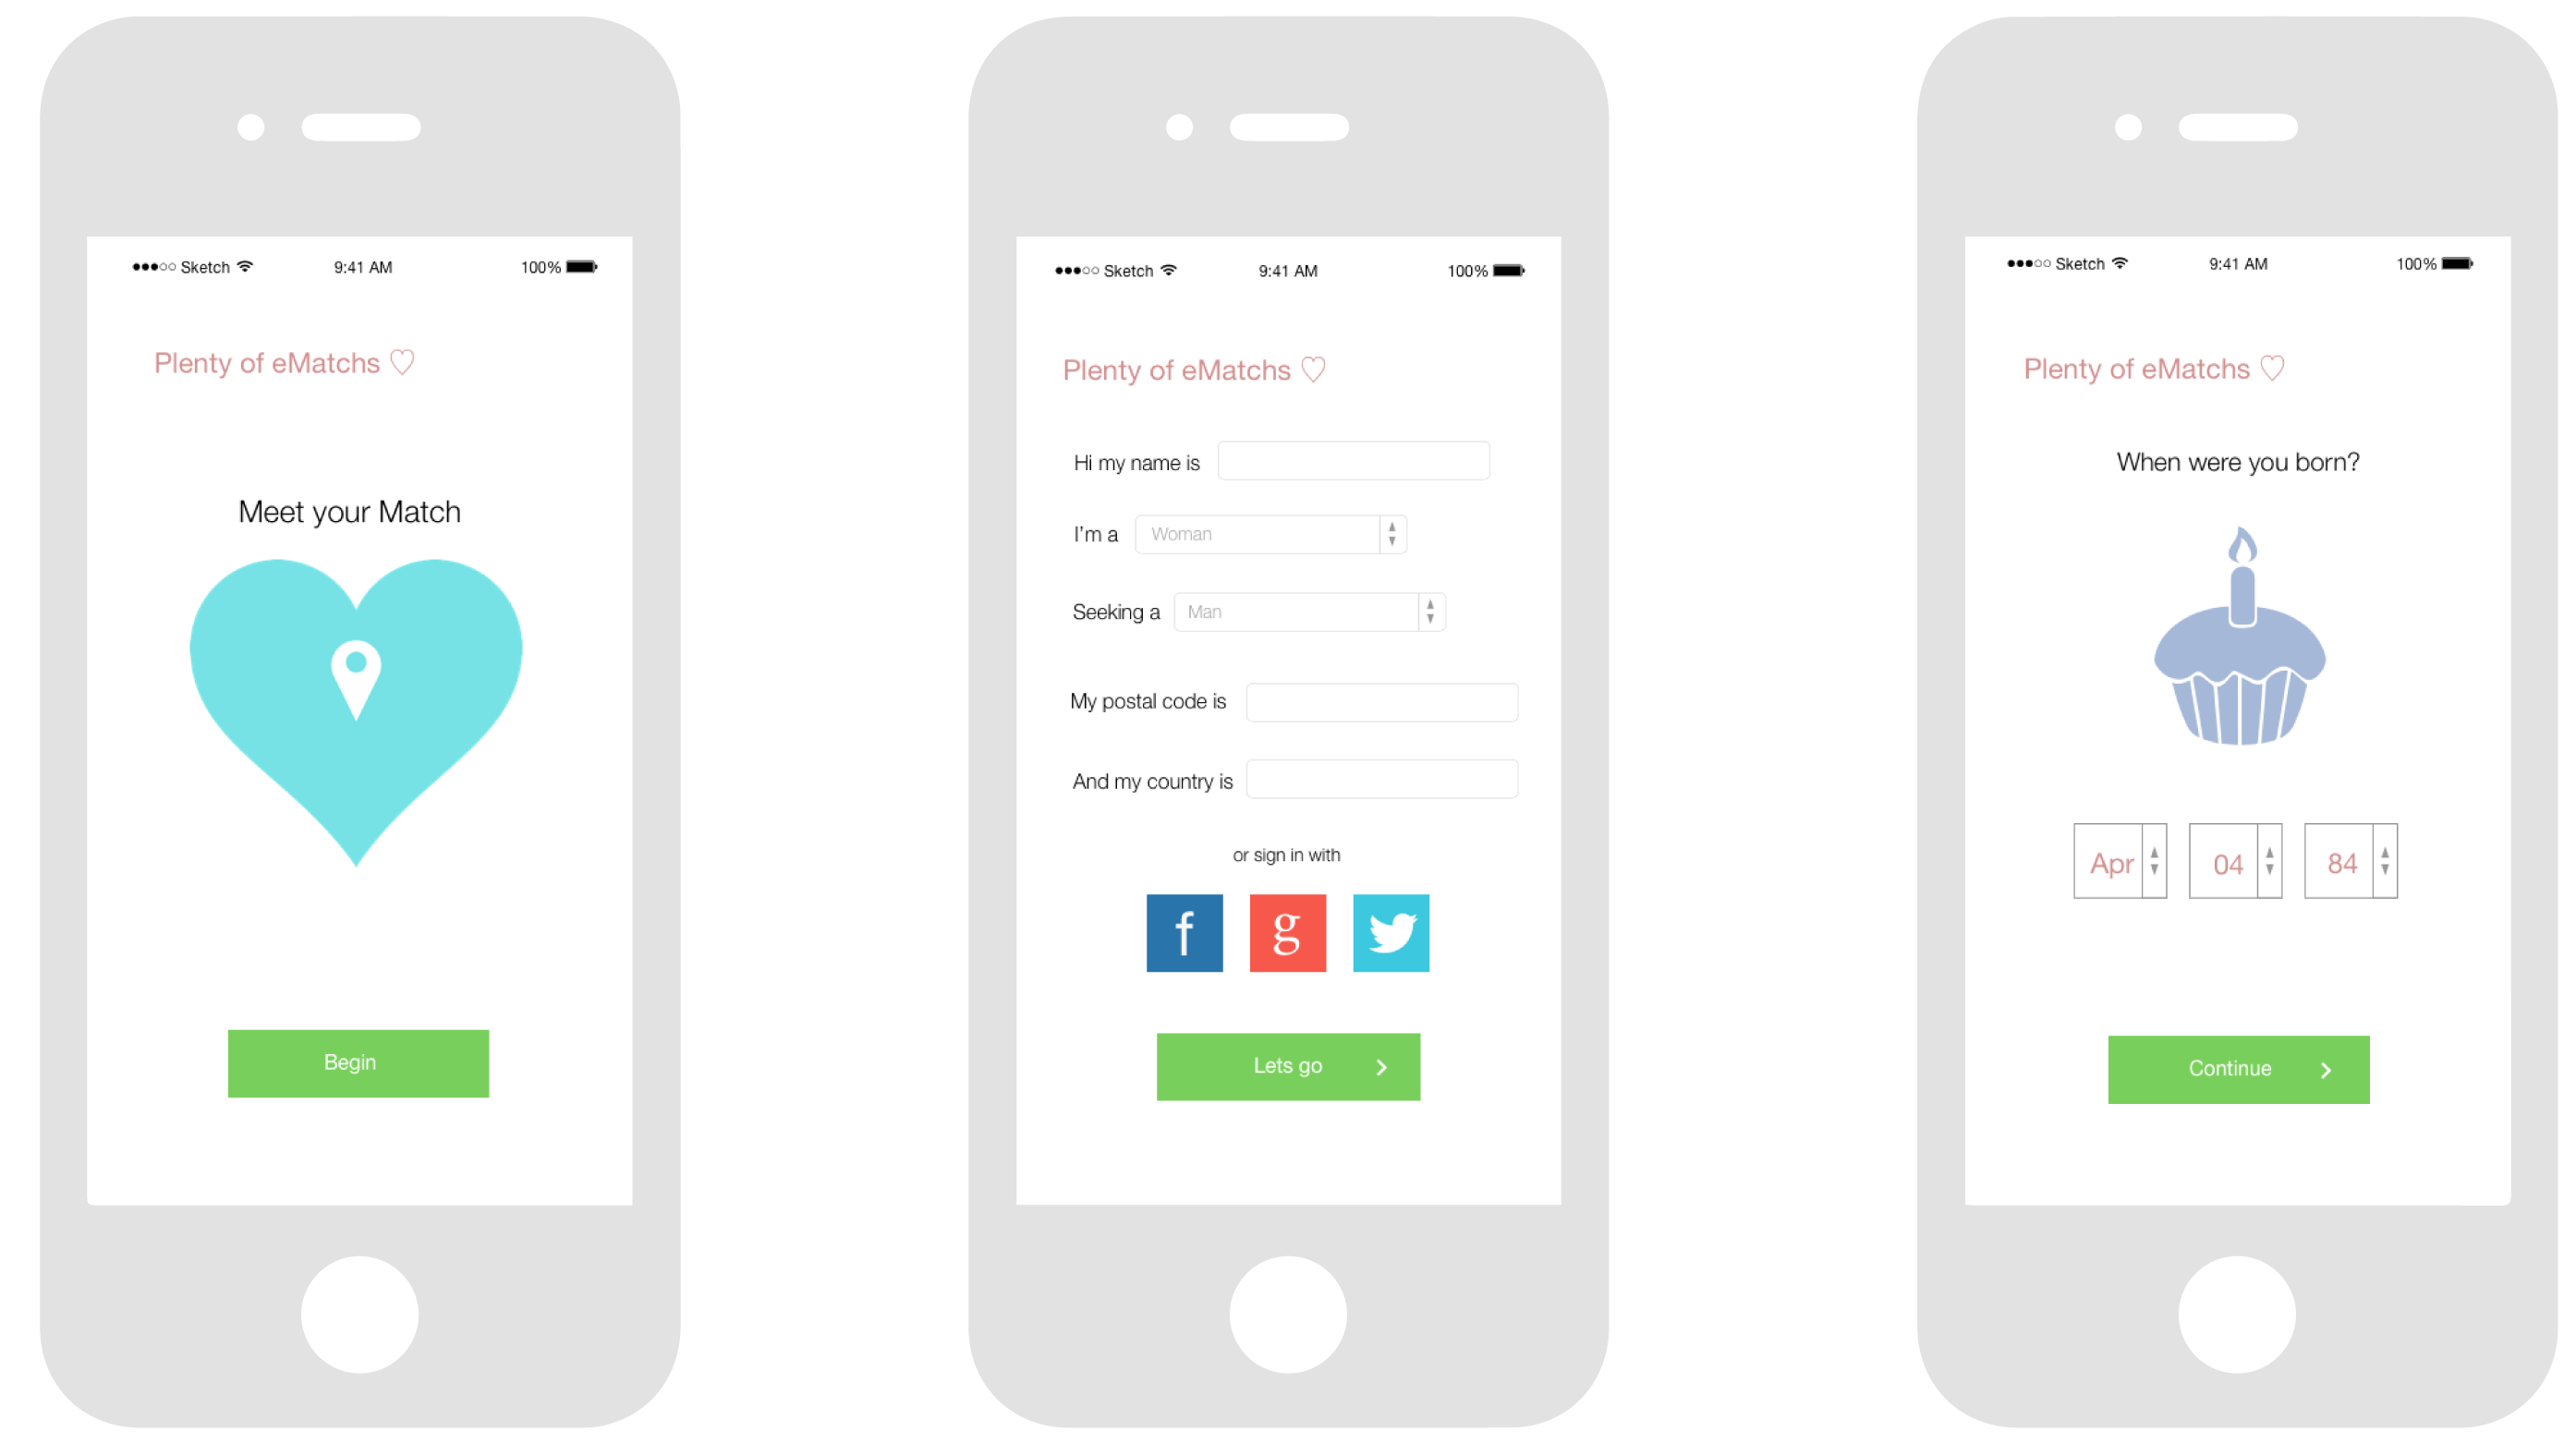 Sketch 9:41 AM 100%
Plenty of eMatchs ♡
Meet your Match
Begin
Sketch 9:41 AM 100%
Plenty of eMatchs ♡
Hi my name is
I'm a Woman
Seeking a Man
My postal code is
And my country is
or sign in with
f g
Lets go
Sketch 9:41 AM 100%
Plenty of eMatchs ♡
When were you born?
Apr 04 84
Continue